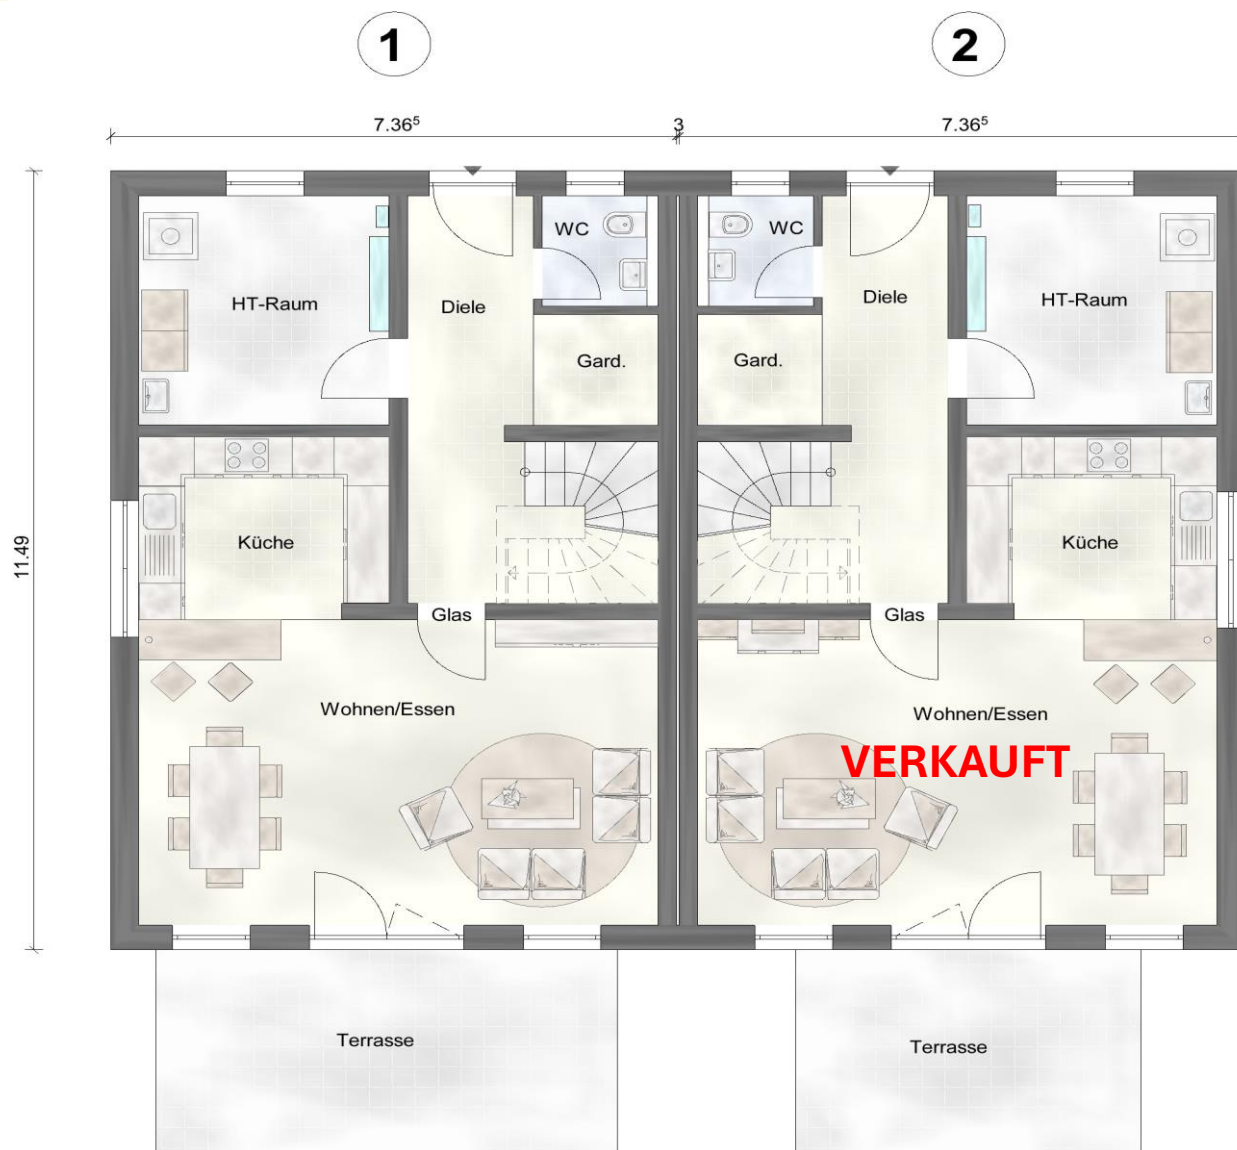 1
2
7.36⁵
3
7.36⁵
WC
WC
HT-Raum
Diele
Diele
HT-Raum
Gard.
Gard.
11.49
Küche
Küche
Glas
Glas
Wohnen/Essen
Wohnen/Essen
VERKAUFT
Terrasse
Terrasse